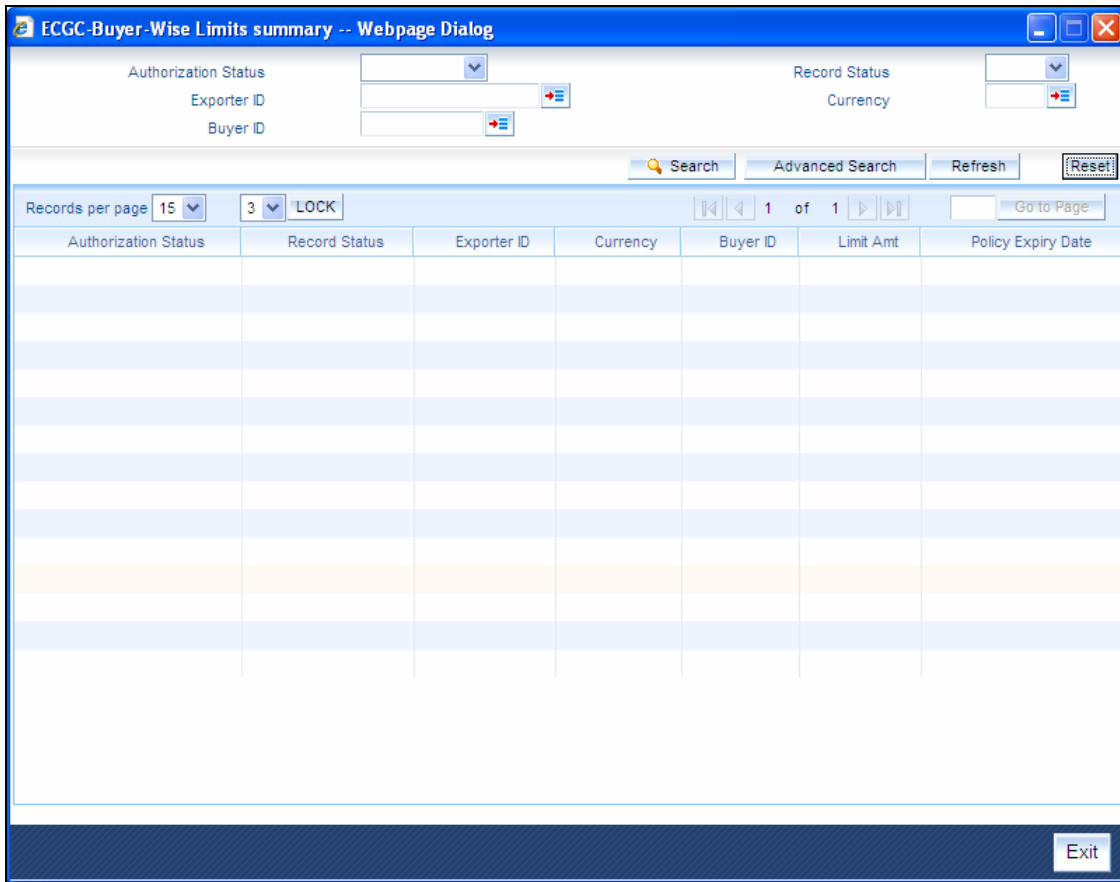 ECGC-Buyer-Wise Limits summary -- Webpage Dialog
Authorization Status Record Status
Exporter ID Currency
Buyer ID
Search Advanced Search Refresh Reset
Records per page 15 3 LOCK 1 of 1 Go to Page
Authorization Status Record Status Exporter ID Currency Buyer ID Limit Amt Policy Expiry Date
Exit